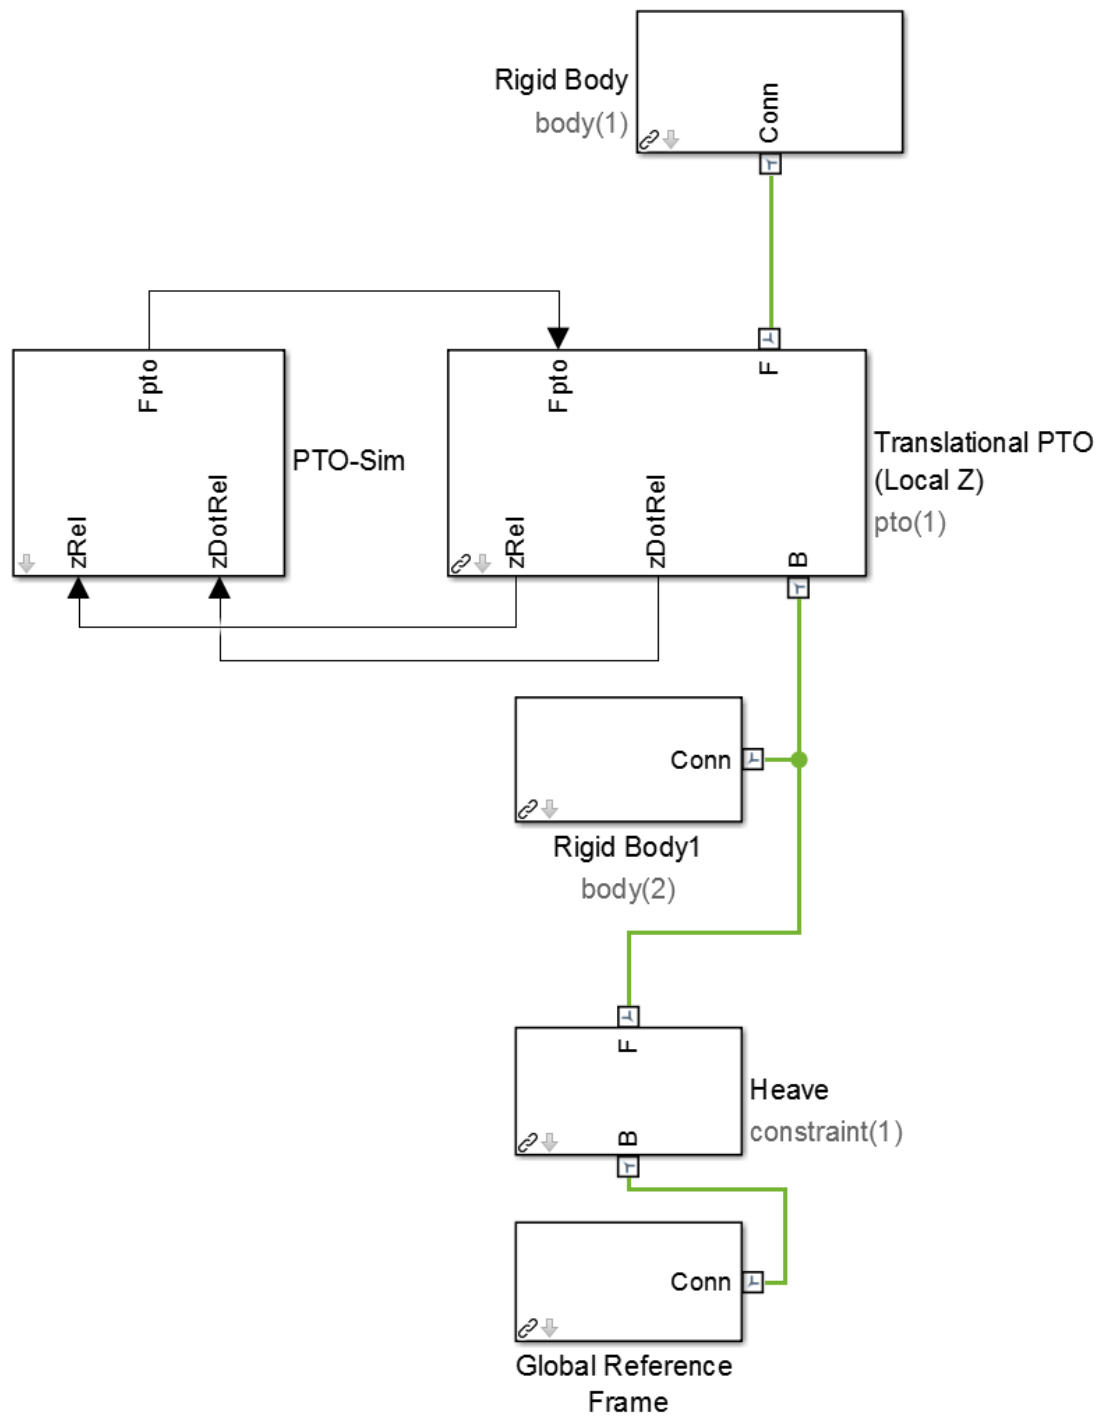 Rigid Body
body(1)
Conn
Fpto
zRel
zDotRel
PTO-Sim
Fpto
F
zRel
zDotRel
B
Translational PTO
(Local Z)
pto(1)
Conn
Rigid Body1
body(2)
F
B
Heave
constraint(1)
Conn
Global Reference
Frame